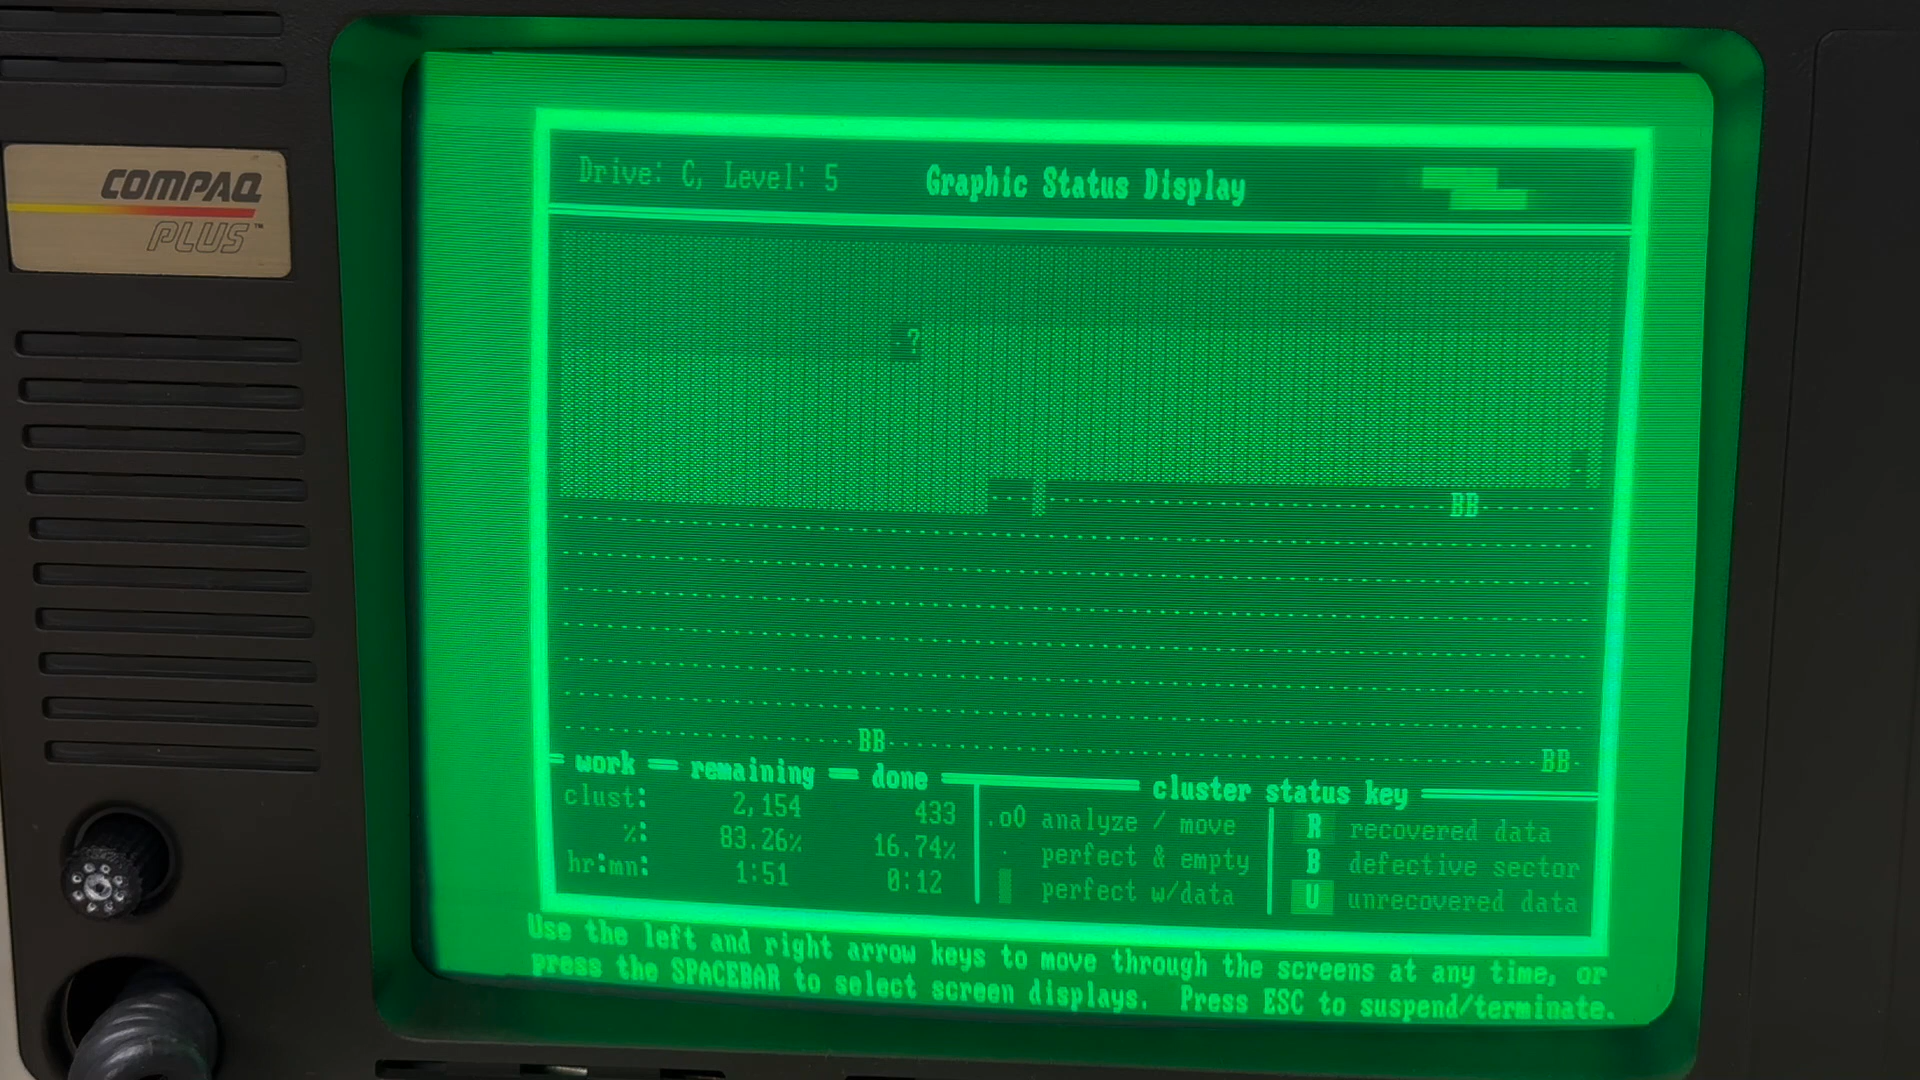 COMPAQ
PLUS™
Drive: C, Level: 5 Graphic Status Display
?
BB
BB
BB
work remaining done cluster status key
clust: 2,154 433 .oO analyze / move R recovered data
%: 83.26% 16.74% · perfect & empty B defective sector
hr:mn: 1:51 0:12 perfect w/data U unrecovered data
Use the left and right arrow keys to move through the screens at any time, or
press the SPACEBAR to select screen displays. Press ESC to suspend/terminate.